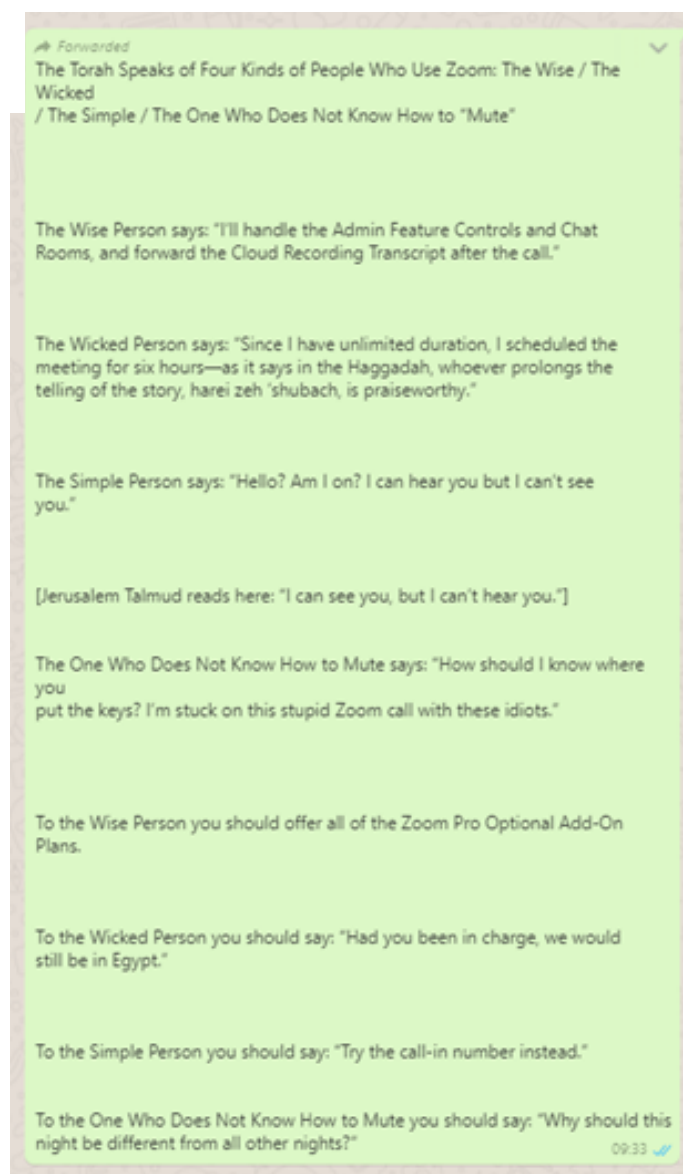 Forwarded
The Torah Speaks of Four Kinds of People Who Use Zoom: The Wise / The
Wicked
/ The Simple / The One Who Does Not Know How to "Mute"
The Wise Person says: "I'll handle the Admin Feature Controls and Chat
Rooms, and forward the Cloud Recording Transcript after the call."
The Wicked Person says: "Since I have unlimited duration, I scheduled the
meeting for six hours—as it says in the Haggadah, whoever prolongs the
telling of the story, harei zeh 'shubach, is praiseworthy."
The Simple Person says: "Hello? Am I on? I can hear you but I can't see
you."
[Jerusalem Talmud reads here: "I can see you, but I can't hear you."]
The One Who Does Not Know How to Mute says: "How should I know where
you
put the keys? I'm stuck on this stupid Zoom call with these idiots."
To the Wise Person you should offer all of the Zoom Pro Optional Add-On
Plans.
To the Wicked Person you should say: "Had you been in charge, we would
still be in Egypt."
To the Simple Person you should say: "Try the call-in number instead."
To the One Who Does Not Know How to Mute you should say: "Why should this
night be different from all other nights?"
09:33